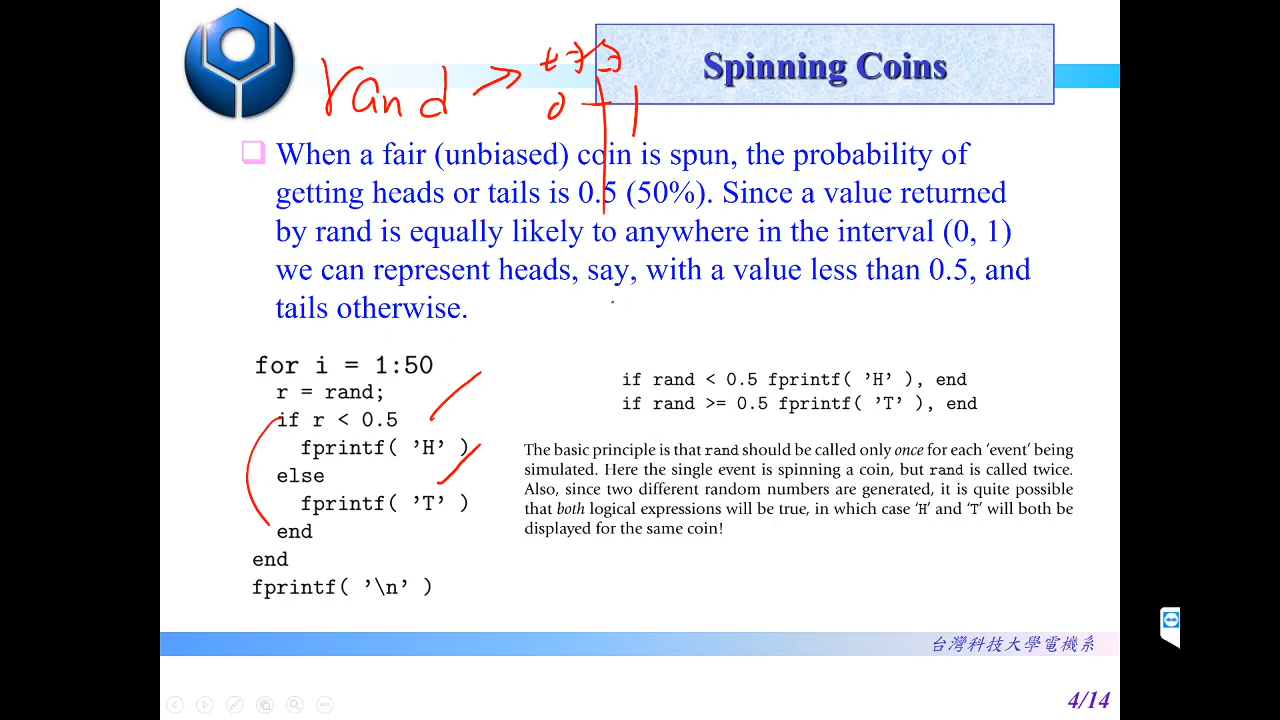 Spinning Coins
rand
0 1
When a fair (unbiased) coin is spun, the probability of
getting heads or tails is 0.5 (50%). Since a value returned
by rand is equally likely to anywhere in the interval (0, 1)
we can represent heads, say, with a value less than 0.5, and
tails otherwise.
for i = 1:50
r = rand;
if r < 0.5
fprintf( ’H’ )
else
fprintf( ’T’ )
end
end
fprintf( ’\n’ )
if rand < 0.5 fprintf( ’H’ ), end
if rand >= 0.5 fprintf( ’T’ ), end
The basic principle is that rand should be called only once for each ‘event’ being
simulated. Here the single event is spinning a coin, but rand is called twice.
Also, since two different random numbers are generated, it is quite possible
that both logical expressions will be true, in which case ‘H’ and ‘T’ will both be
displayed for the same coin!
台灣科技大學電機系
4/14